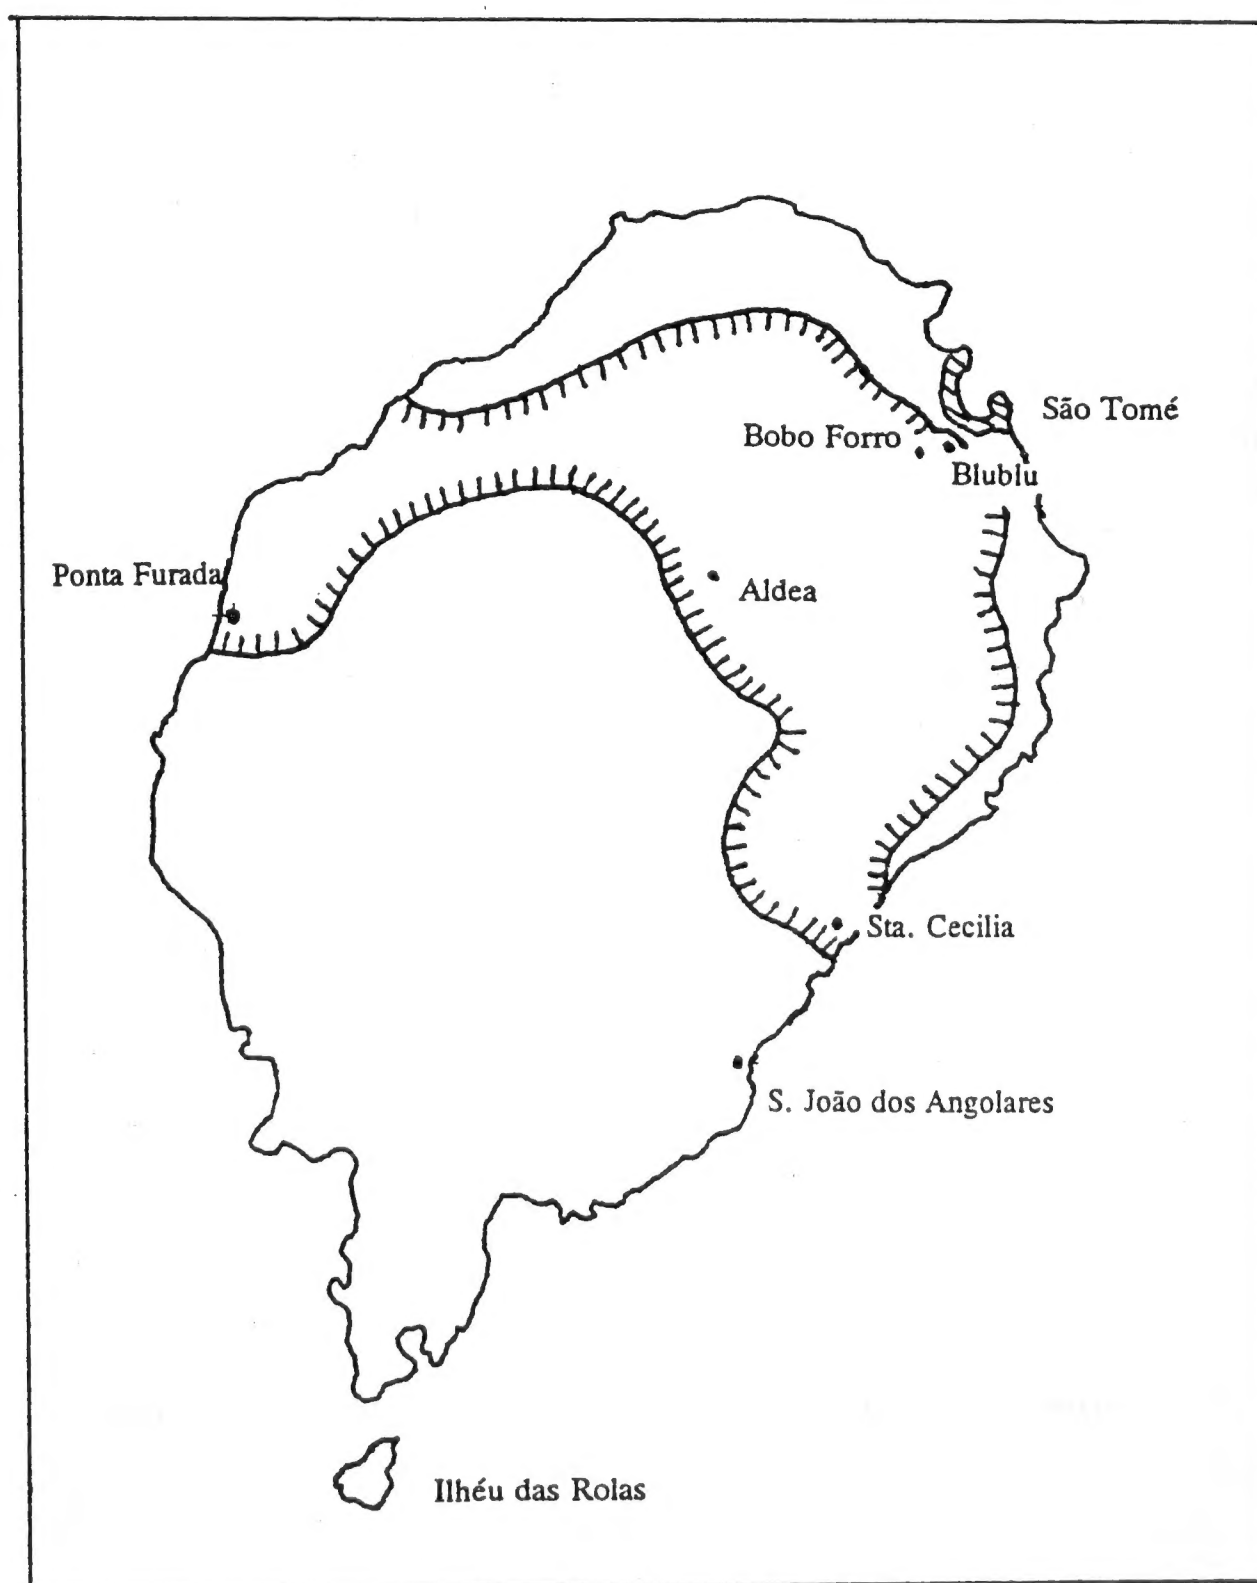 São Tomé
Bobo Forro
Blublu
Ponta Furada
Aldea
Sta. Cecilia
S. João dos Angolares
Ilhéu das Rolas